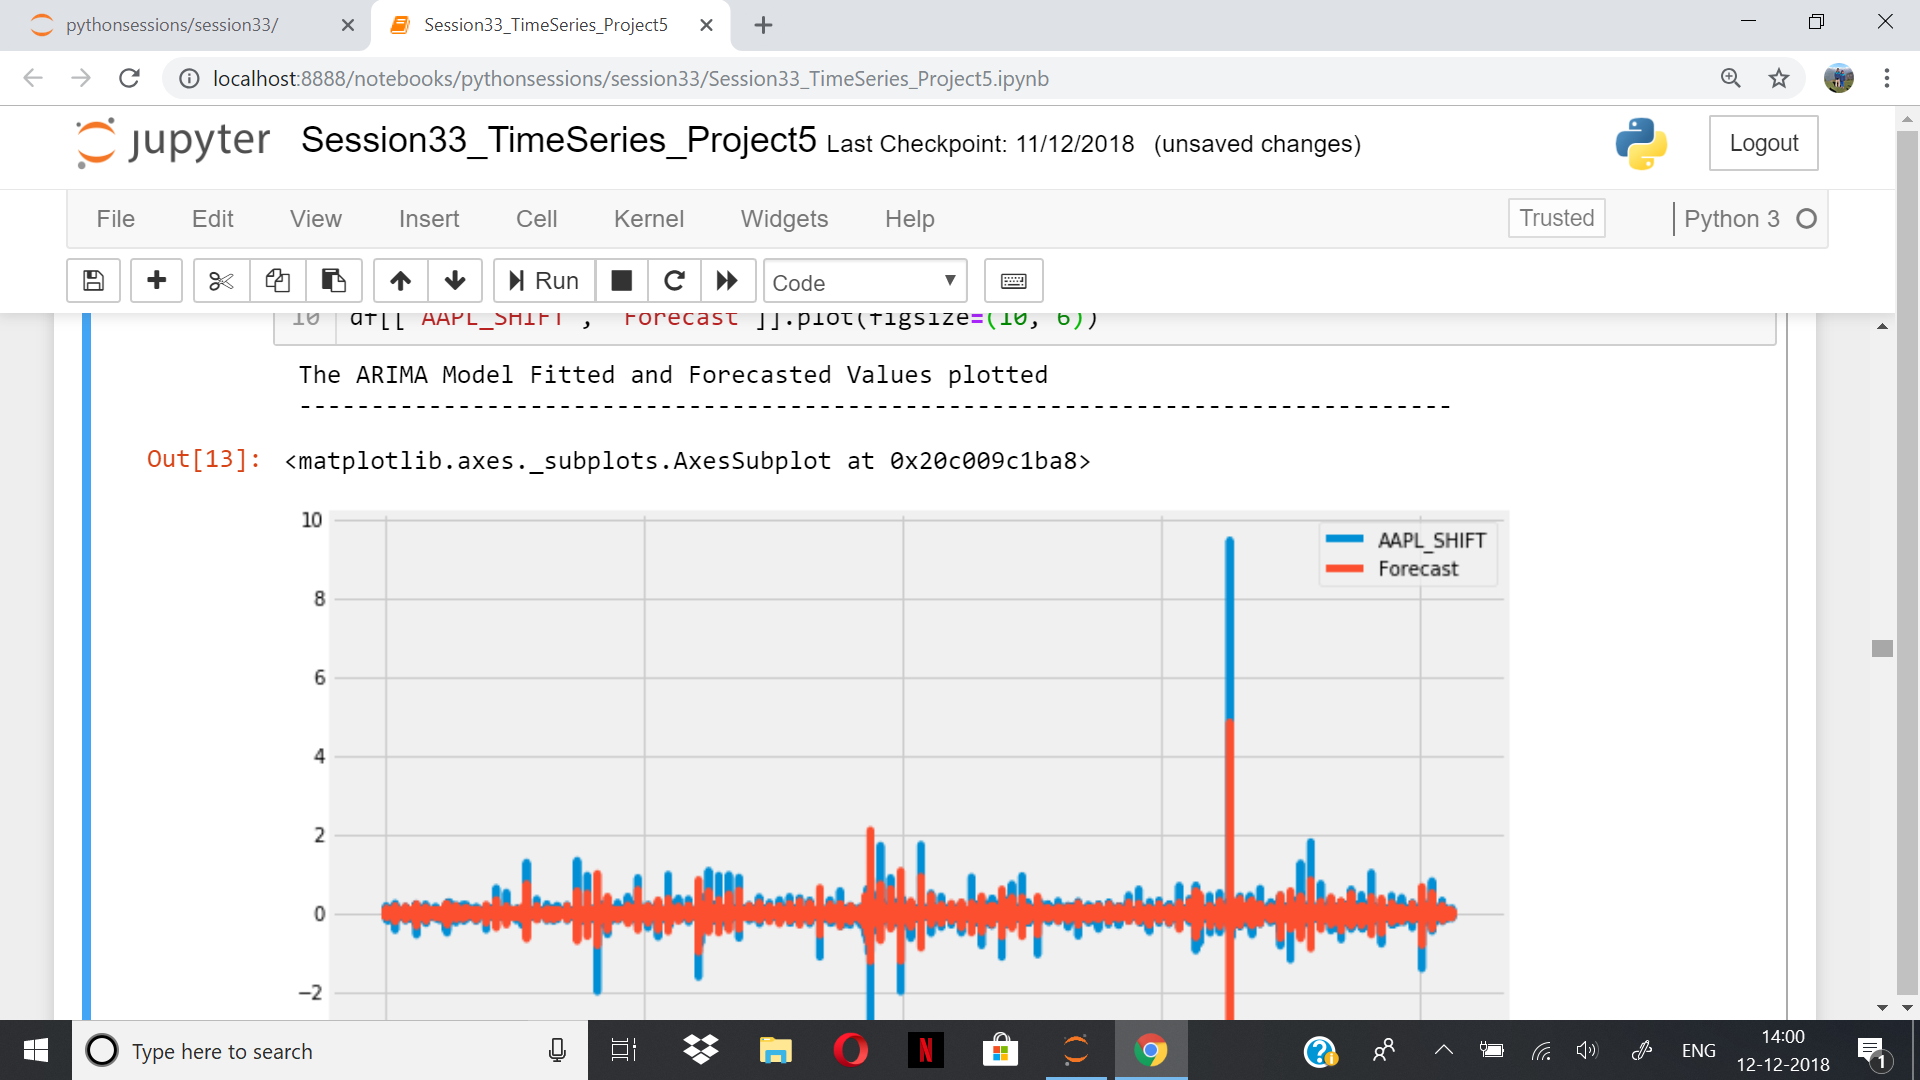 pythonsessions/session33/
Session33_TimeSeries_Project5
localhost:8888/notebooks/pythonsessions/session33/Session33_TimeSeries_Project5.ipynb
jupyter Session33_TimeSeries_Project5 Last Checkpoint: 11/12/2018 (unsaved changes)
Logout
File Edit View Insert Cell Kernel Widgets Help Trusted Python 3
Run Code
10 df[['AAPL_SHIFT', 'Forecast']].plot(figsize=(10, 6))
The ARIMA Model Fitted and Forecasted Values plotted
--------------------------------------------------------------------------------
Out[13]: <matplotlib.axes._subplots.AxesSubplot at 0x20c009c1ba8>
10
AAPL_SHIFT
Forecast
8
6
4
2
0
−2
Type here to search
N
ENG
14:00
12-12-2018
1